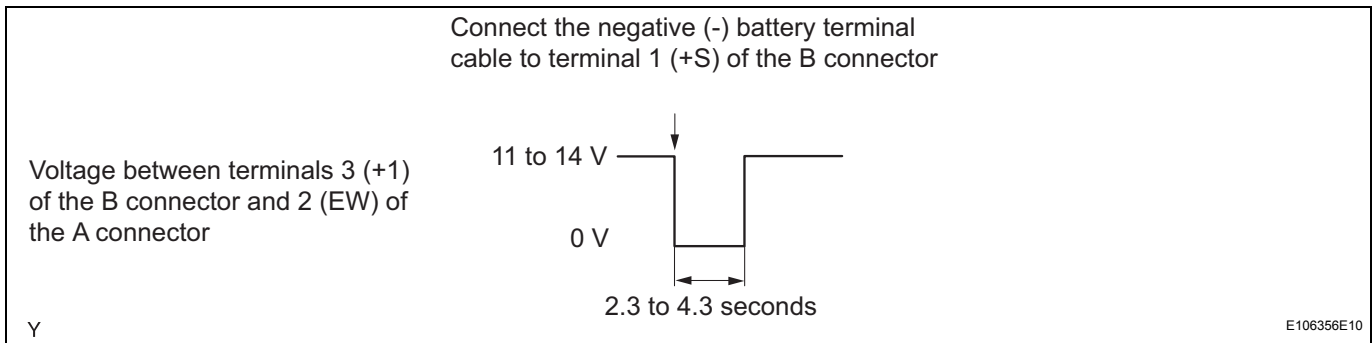 Connect the negative (-) battery terminal
cable to terminal 1 (+S) of the B connector
Voltage between terminals 3 (+1)
of the B connector and 2 (EW) of
the A connector
11 to 14 V
0 V
2.3 to 4.3 seconds
Y
E106356E10